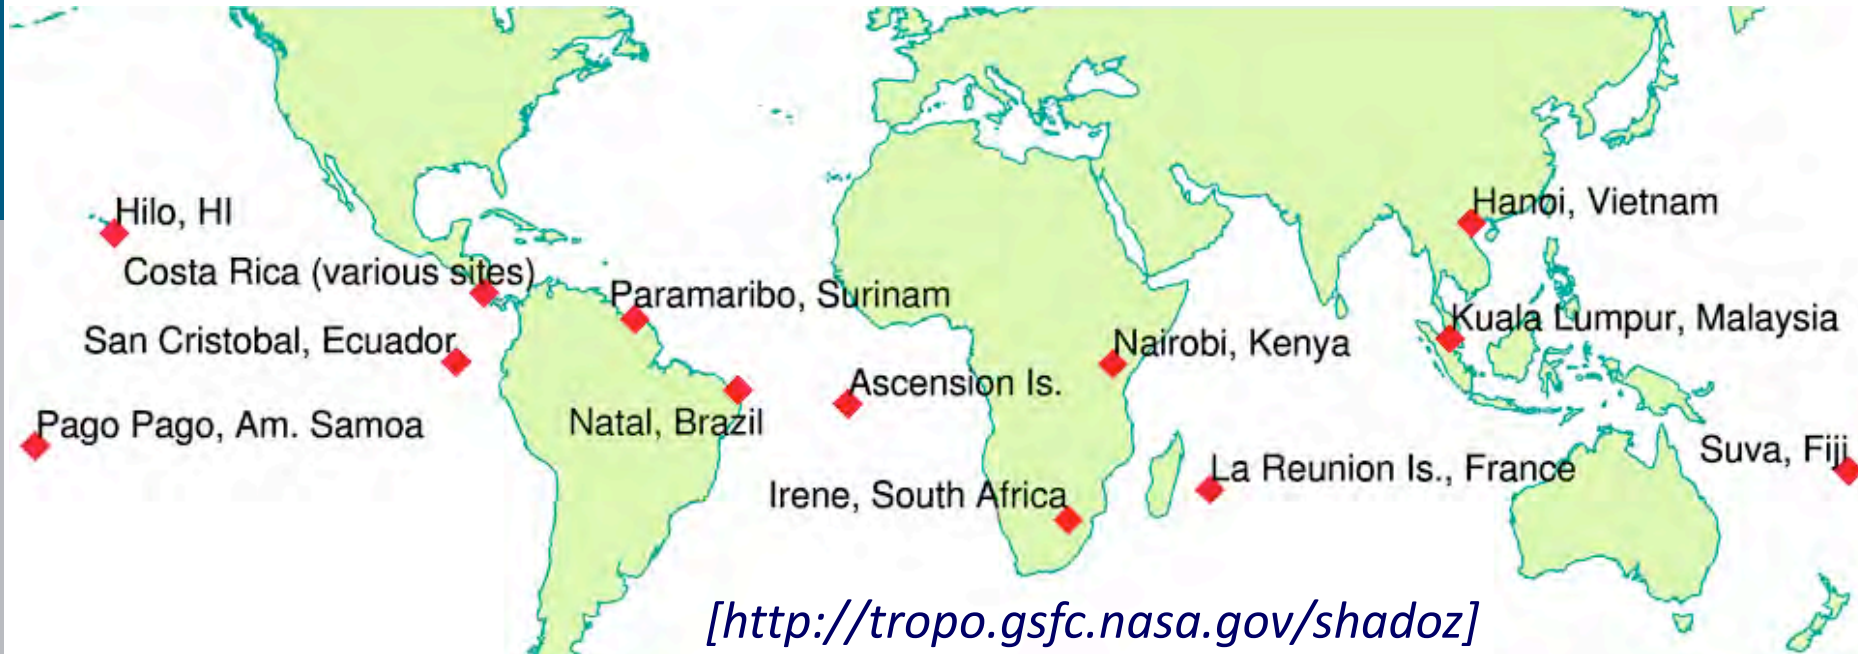 Hilo, HI
Hanoi, Vietnam
Costa Rica (various sites)
Paramaribo, Surinam
Kuala Lumpur, Malaysia
San Cristobal, Ecuador
Nairobi, Kenya
Ascension Is.
Natal, Brazil
Pago Pago, Am. Samoa
Suva, Fiji
La Reunion Is., France
Irene, South Africa
[http://tropo.gsfc.nasa.gov/shadoz]